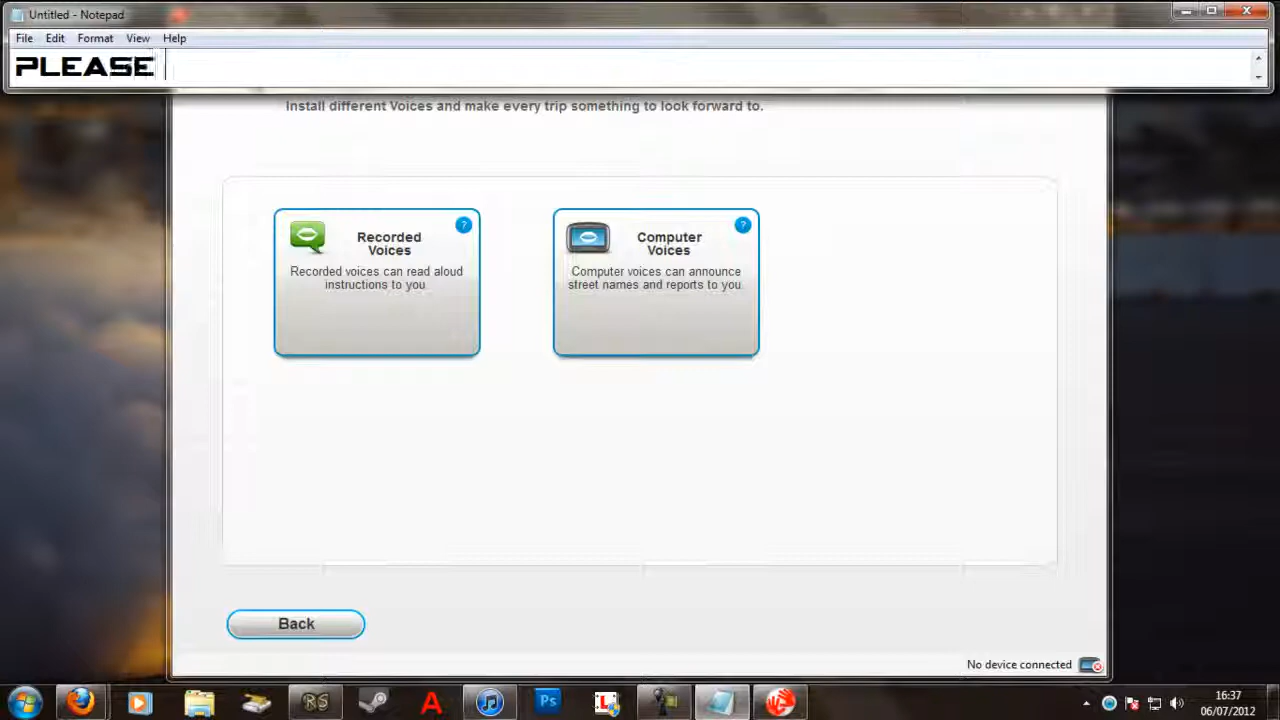 Untitled - Notepad
File Edit Format View Help
PLEASE
Install different Voices and make every trip something to look forward to.
Recorded
Voices
?
Recorded voices can read aloud
instructions to you
Computer
Voices
?
Computer voices can announce
street names and reports to you
Back
No device connected
RS
A
Ps
L
16:37
06/07/2012